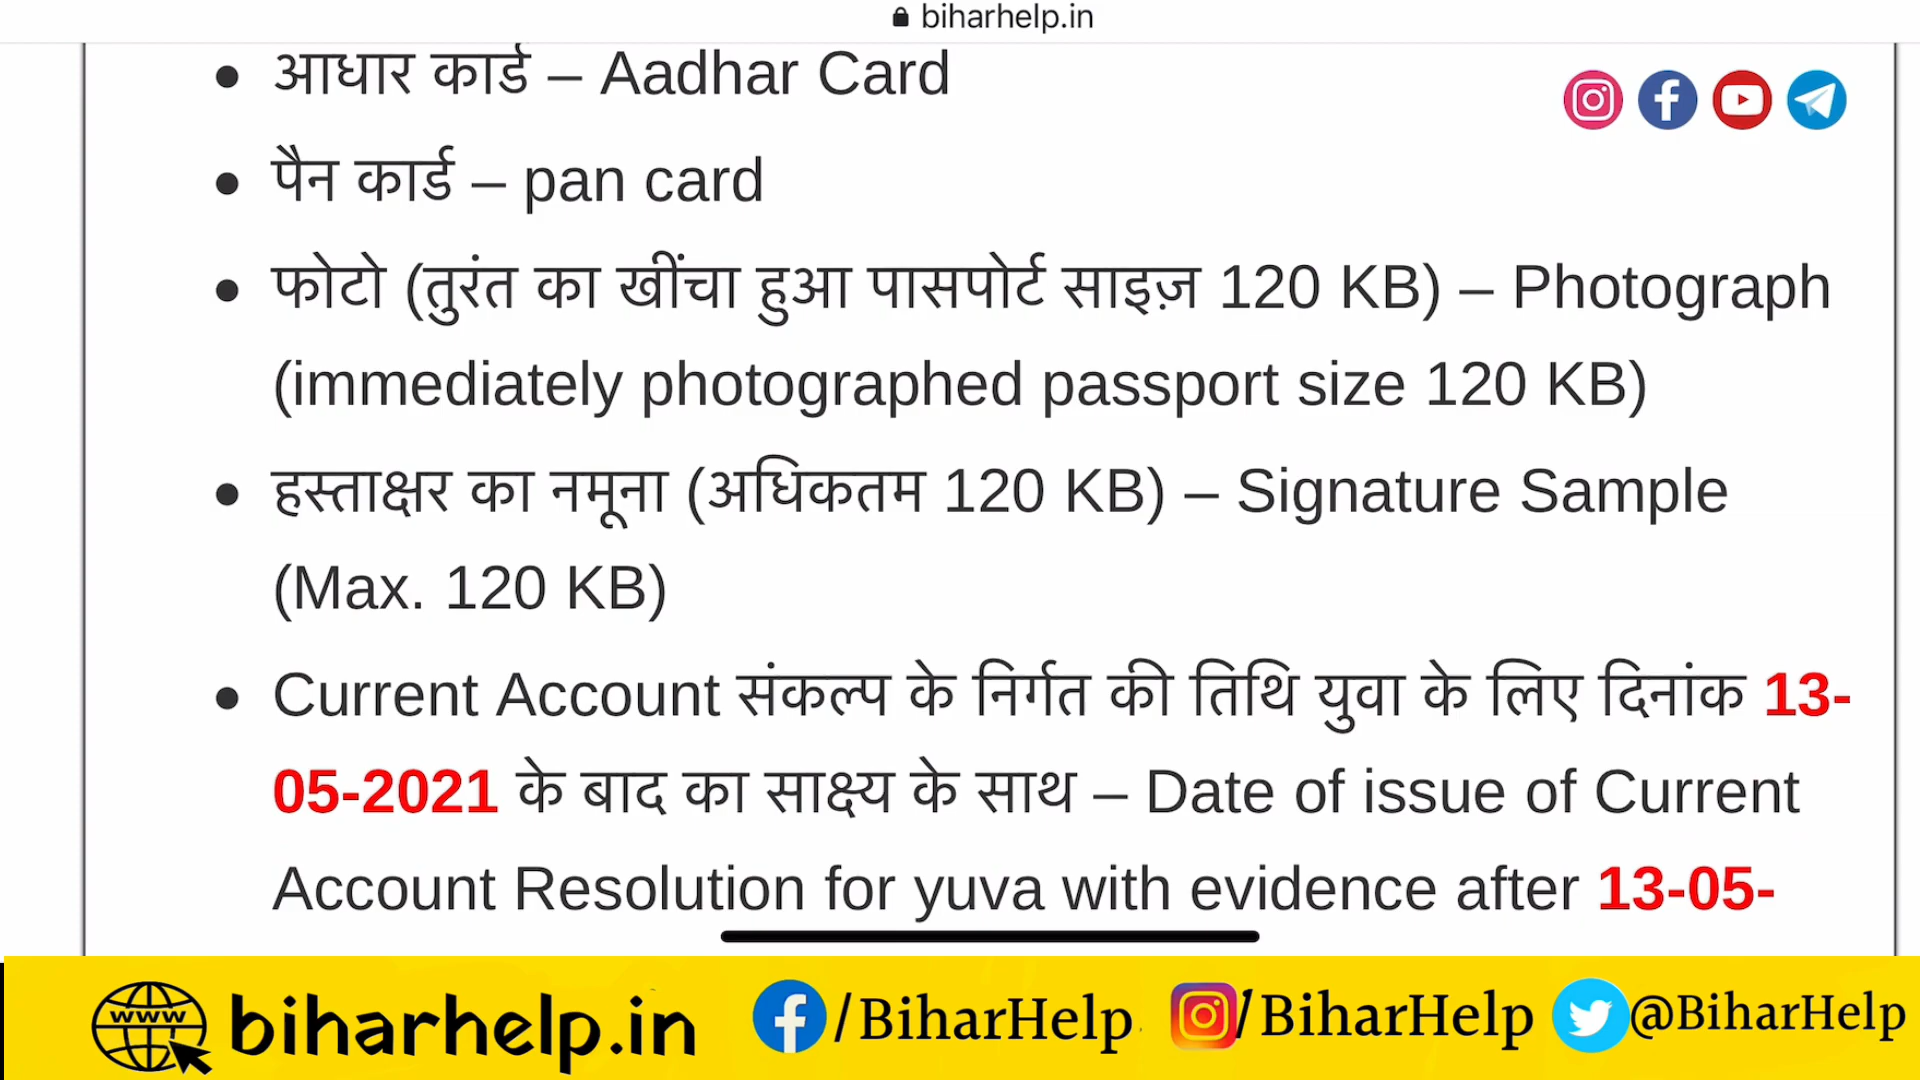 biharhelp.in
• आधार कार्ड – Aadhar Card
• पैन कार्ड – pan card
• फोटो (तुरंत का खींचा हुआ पासपोर्ट साइज़ 120 KB) – Photograph
(immediately photographed passport size 120 KB)
• हस्ताक्षर का नमूना (अधिकतम 120 KB) – Signature Sample
(Max. 120 KB)
• Current Account संकल्प के निर्गत की तिथि युवा के लिए दिनांक 13-
05-2021 के बाद का साक्ष्य के साथ – Date of issue of Current
Account Resolution for yuva with evidence after 13-05-
www biharhelp.in /BiharHelp /BiharHelp @BiharHelp